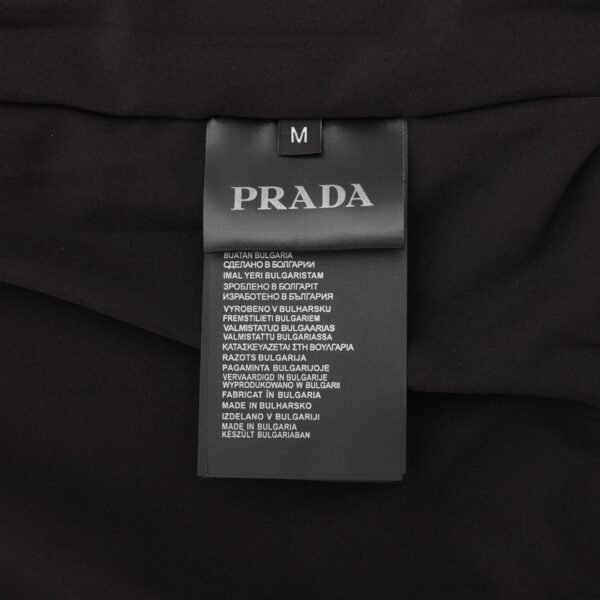 M
PRADA
BUATAN BULGARIA
СДЕЛАНО В БОЛГАРИИ
IMAL YERI BULGARISTAM
ЗРОБЛЕНО В БОЛГАРІТ
ИЗРАБОТЕНО В БЪЛГАРИЯ
VYROBENO V BULHARSKU
FREMSTILIETI BULGARIEM
VALMISTATUD BULGAARIAS
VALMISTATTU BULGARIASSA
ΚΑΤΑΣΚΕΥΑΖΕΤΑΙ ΣΤΗ ΒΟΥΛΓΑΡΙΑ
RAZOTS BULGARIJA
PAGAMINTA BULGARIJOJE
VERVAARDIGD IN BULGARIJE
WYPRODUKOWANO W BULGARII
FABRICAT ÎN BULGARIA
MADE IN BULHARSKO
IZDELANO V BULGARIJI
MADE IN BULGARIA
KÉSZÜLT BULGARIABAN